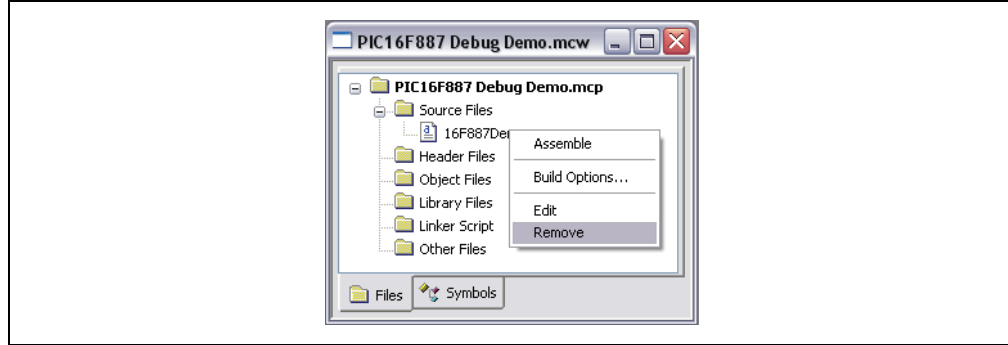 PIC16F887 Debug Demo.mcw
PIC16F887 Debug Demo.mcp
Source Files
16F887De
Assemble
Header Files
Object Files
Build Options...
Library Files
Edit
Linker Script
Remove
Other Files
Files Symbols